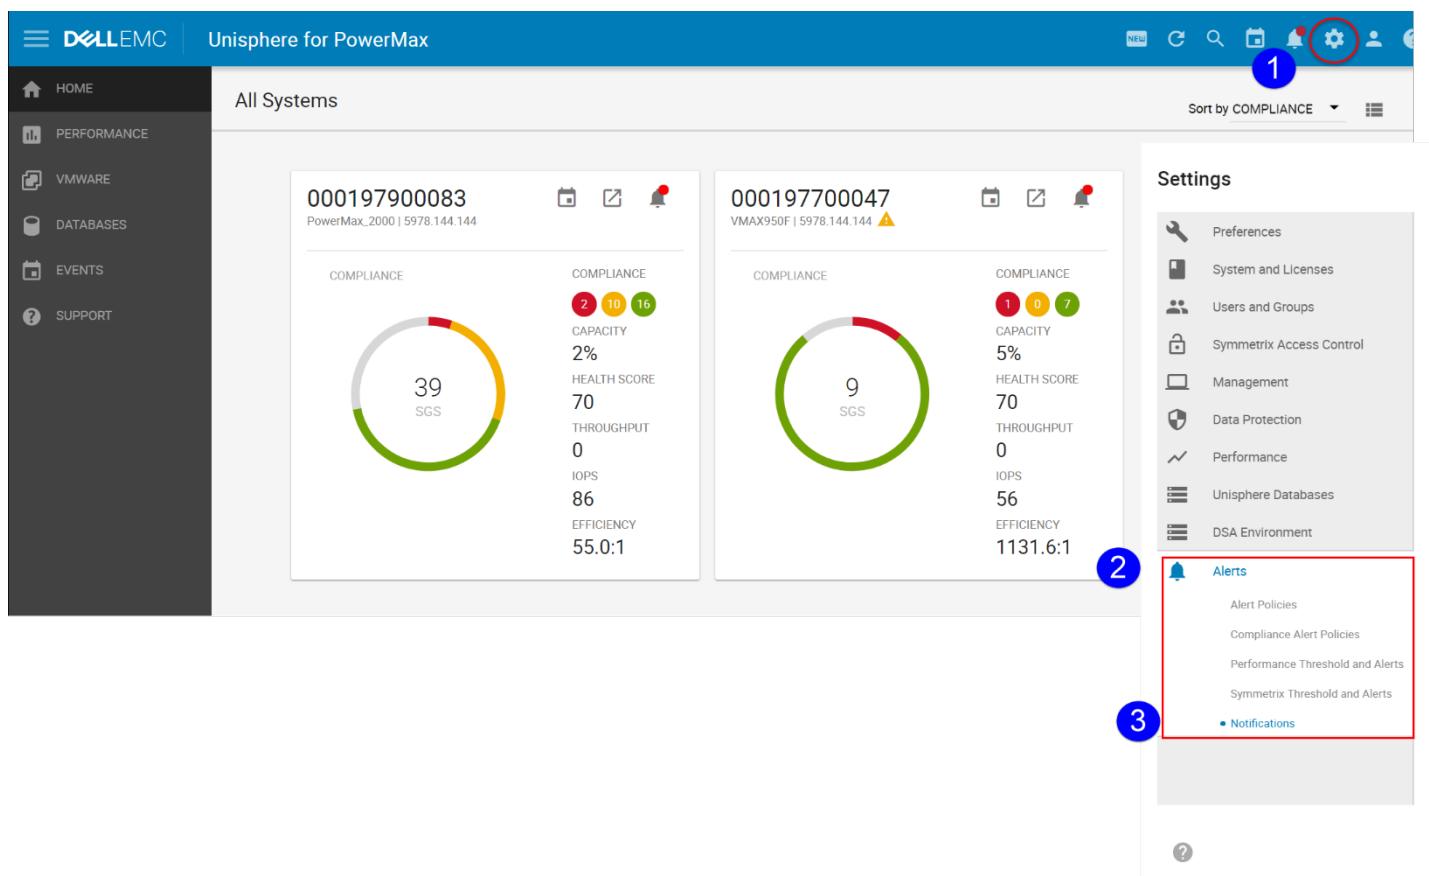 DELLEMC
Unisphere for PowerMax
NEW
1
HOME
PERFORMANCE
VMWARE
DATABASES
EVENTS
SUPPORT
All Systems
Sort by COMPLIANCE
000197900083
PowerMax_2000 | 5978.144.144
COMPLIANCE
39
SGS
COMPLIANCE
2 10 16
CAPACITY
2%
HEALTH SCORE
70
THROUGHPUT
0
IOPS
86
EFFICIENCY
55.0:1
000197700047
VMAX950F | 5978.144.144
COMPLIANCE
9
SGS
COMPLIANCE
1 0 7
CAPACITY
5%
HEALTH SCORE
70
THROUGHPUT
0
IOPS
56
EFFICIENCY
1131.6:1
Settings
Preferences
System and Licenses
Users and Groups
Symmetrix Access Control
Management
Data Protection
Performance
Unisphere Databases
DSA Environment
2
Alerts
Alert Policies
Compliance Alert Policies
Performance Threshold and Alerts
Symmetrix Threshold and Alerts
3
Notifications